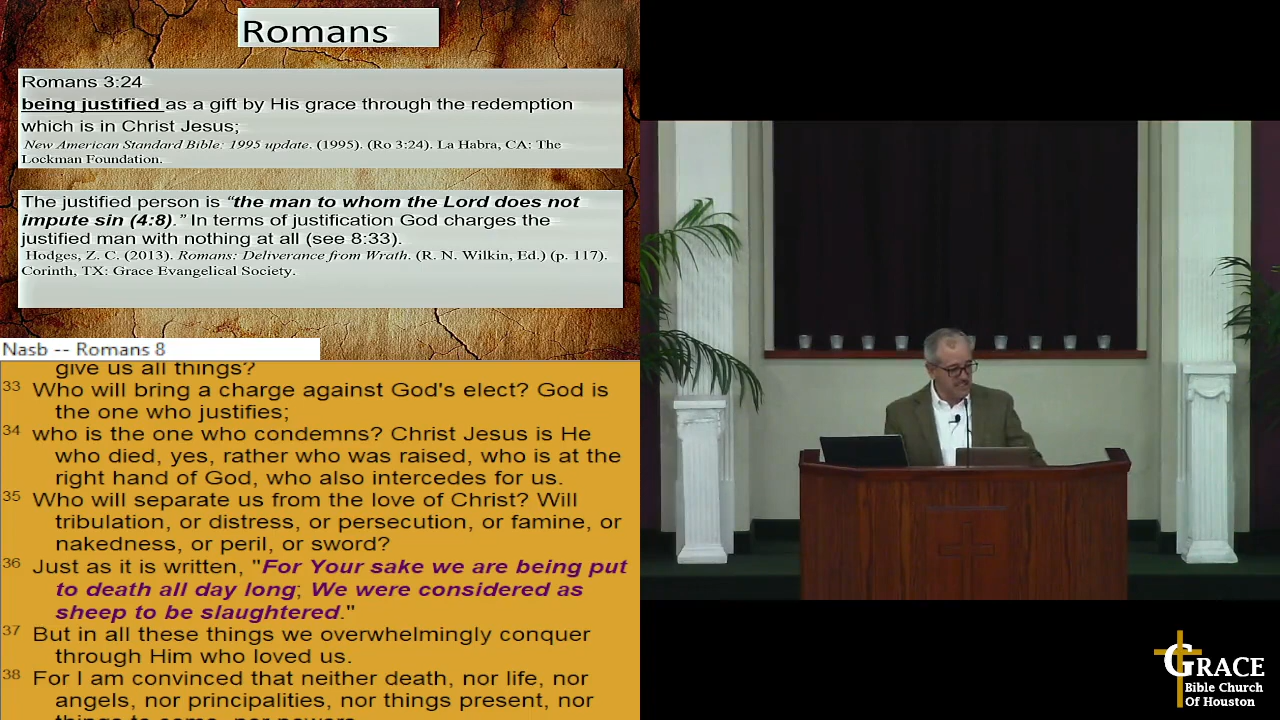 Romans
Romans 3:24
being justified as a gift by His grace through the redemption
which is in Christ Jesus;
New American Standard Bible: 1995 update. (1995). (Ro 3:24). La Habra, CA: The
Lockman Foundation.
The justified person is “the man to whom the Lord does not
impute sin (4:8).” In terms of justification God charges the
justified man with nothing at all (see 8:33).
Hodges, Z. C. (2013). Romans: Deliverance from Wrath. (R. N. Wilkin, Ed.) (p. 117).
Corinth, TX: Grace Evangelical Society.
Nasb -- Romans 8
give us all things?
33 Who will bring a charge against God's elect? God is
the one who justifies;
34 who is the one who condemns? Christ Jesus is He
who died, yes, rather who was raised, who is at the
right hand of God, who also intercedes for us.
35 Who will separate us from the love of Christ? Will
tribulation, or distress, or persecution, or famine, or
nakedness, or peril, or sword?
36 Just as it is written, "For Your sake we are being put
to death all day long; We were considered as
sheep to be slaughtered."
37 But in all these things we overwhelmingly conquer
through Him who loved us.
38 For I am convinced that neither death, nor life, nor
angels, nor principalities, nor things present, nor
things to come, nor powers,
GRACE
Bible Church
Of Houston